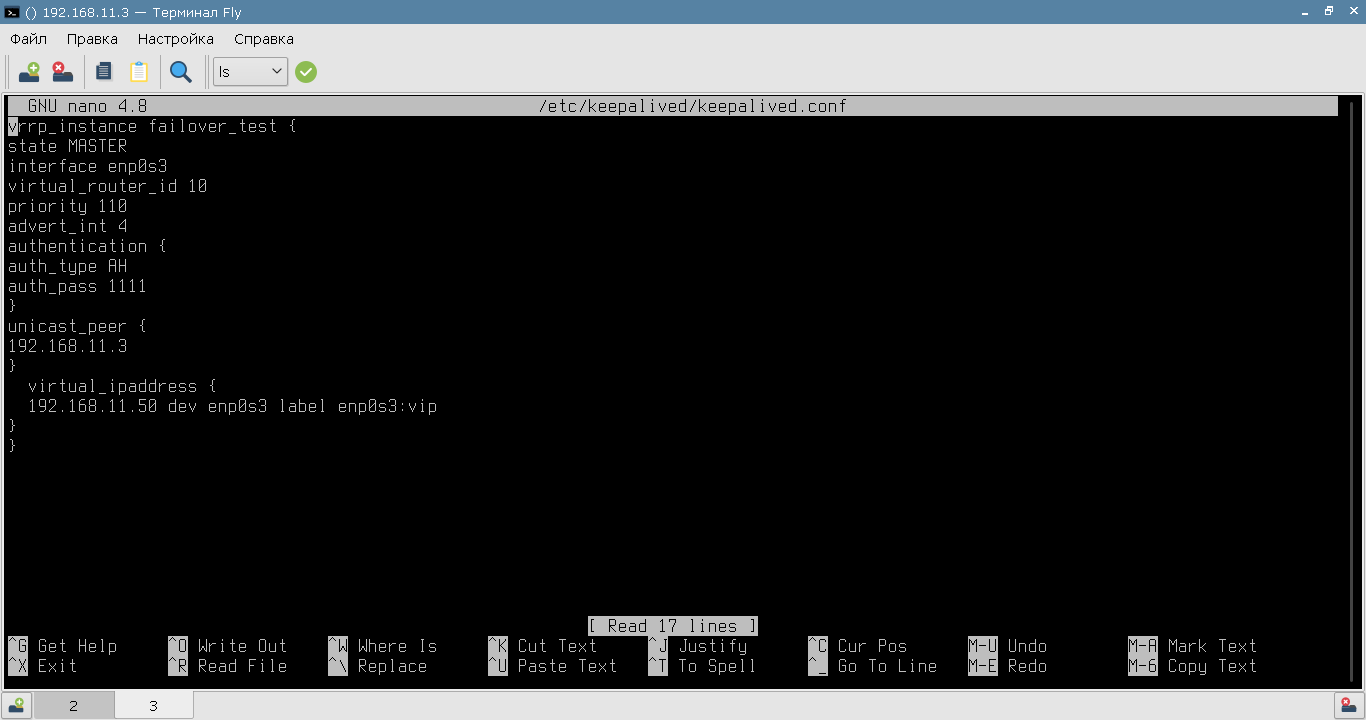 () 192.168.11.3 — Терминал Fly
Файл Правка Настройка Справка
ls
GNU nano 4.8 /etc/keepalived/keepalived.conf
vrrp_instance failover_test {
state MASTER
interface enp0s3
virtual_router_id 10
priority 110
advert_int 4
authentication {
auth_type AH
auth_pass 1111
}
unicast_peer {
192.168.11.3
}
virtual_ipaddress {
192.168.11.50 dev enp0s3 label enp0s3:vip
}
}
[ Read 17 lines ]
^G Get Help ^O Write Out ^W Where Is ^K Cut Text ^J Justify ^C Cur Pos M-U Undo M-A Mark Text
^X Exit ^R Read File ^\ Replace ^U Paste Text ^T To Spell ^_ Go To Line M-E Redo M-6 Copy Text
2 3